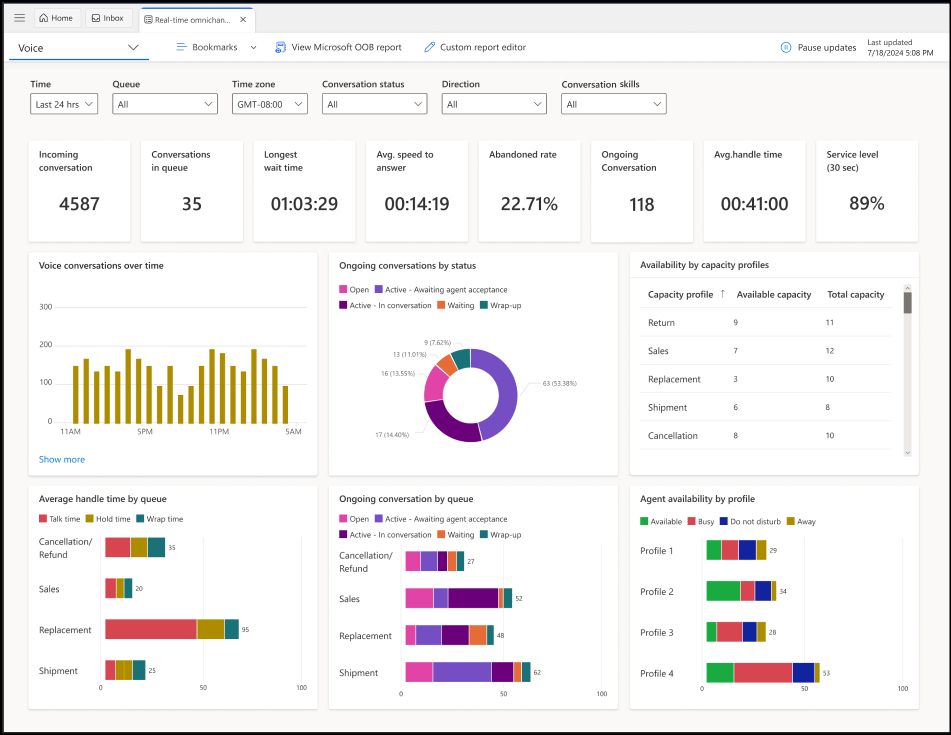 Home
Inbox
Real-time omnichan...
Voice
Bookmarks
View Microsoft OOB report
Custom report editor
Pause updates
Last updated
7/18/2024 5:08 PM
Time
Queue
Time zone
Conversation status
Direction
Conversation skills
Last 24 hrs
All
GMT-08:00
All
All
All
Incoming
conversation
4587
Conversations
in queue
35
Longest
wait time
01:03:29
Avg. speed to
answer
00:14:19
Abandoned rate
22.71%
Ongoing
Conversation
118
Avg.handle time
00:41:00
Service level
(30 sec)
89%
Voice conversations over time
300
200
100
0
11AM 5PM 11PM 5AM
Show more
Ongoing conversations by status
Open Active - Awaiting agent acceptance
Active - In conversation Waiting Wrap-up
9 (7.62%)
13 (11.01%)
16 (13.55%)
63 (53.38%)
17 (14.40%)
Availability by capacity profiles
Capacity profile ↑ Available capacity Total capacity
Return 9 11
Sales 7 12
Replacement 3 10
Shipment 6 8
Cancellation 8 10
Average handle time by queue
Talk time Hold time Wrap time
Cancellation/
Refund
35
Sales 20
Replacement 95
Shipment 25
0 50 100
Ongoing conversation by queue
Open Active - Awaiting agent acceptance
Active - In conversation Waiting Wrap-up
Cancellation/
Refund
27
Sales 52
Replacement 48
Shipment 62
0 50 100
Agent availability by profile
Available Busy Do not disturb Away
Profile 1 29
Profile 2 34
Profile 3 28
Profile 4 53
0 50 100